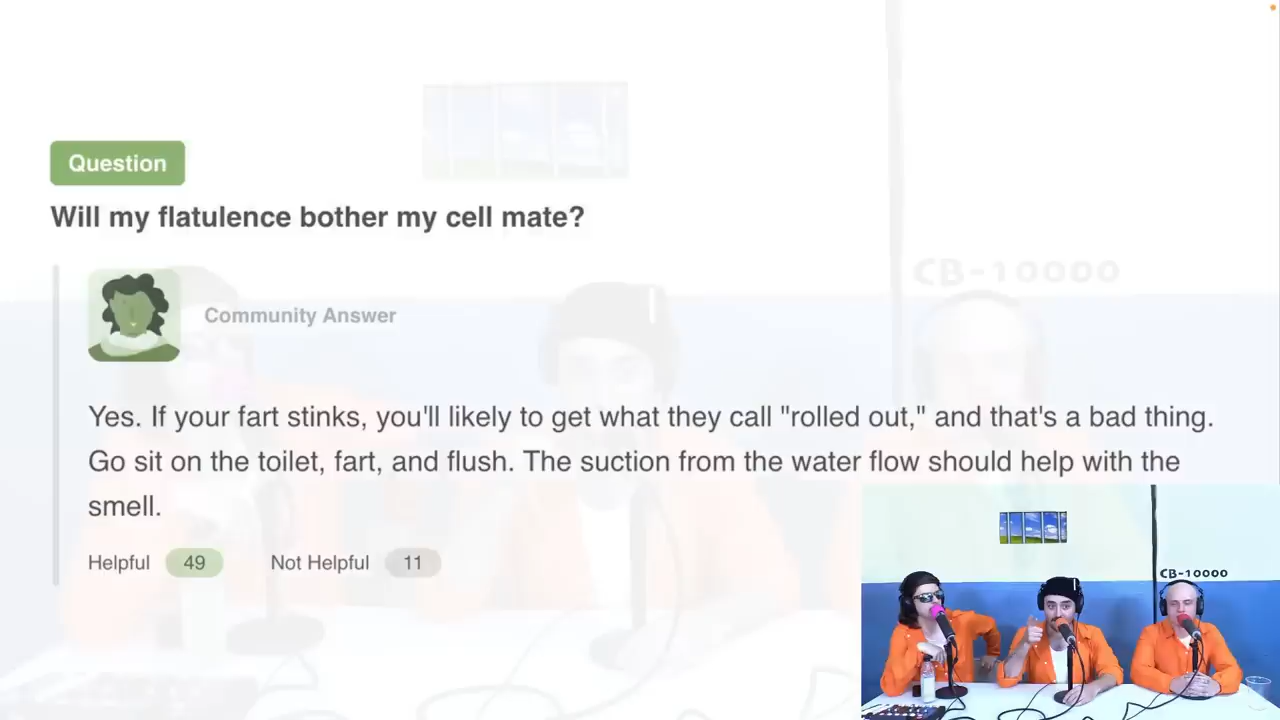 Question
Will my flatulence bother my cell mate?
CB-10000
Community Answer
Yes. If your fart stinks, you'll likely to get what they call "rolled out," and that's a bad thing.
Go sit on the toilet, fart, and flush. The suction from the water flow should help with the
smell.
Helpful 49 Not Helpful 11
CB-10000